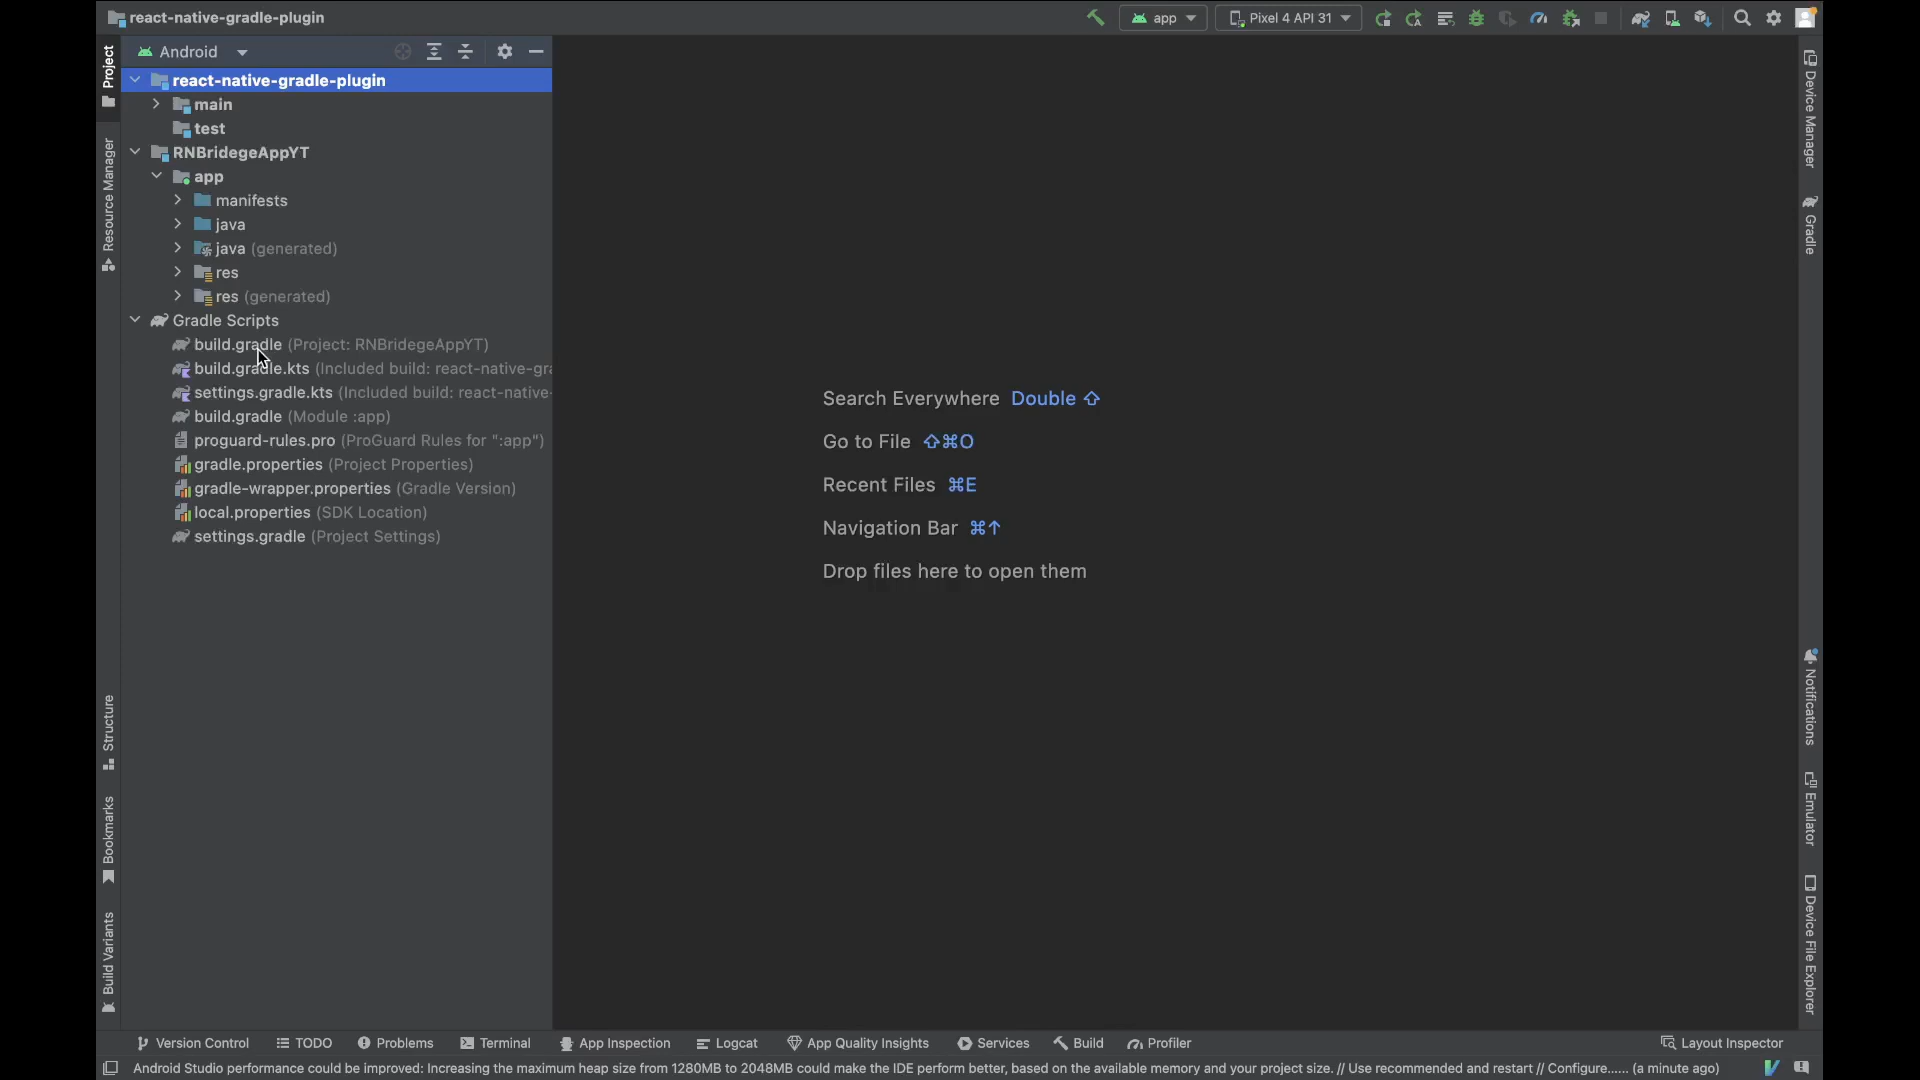 react-native-gradle-plugin
app
Pixel 4 API 31
Project
Android
react-native-gradle-plugin
main
test
RNBridegeAppYT
app
manifests
java
java (generated)
res
res (generated)
Gradle Scripts
build.gradle (Project: RNBridegeAppYT)
build.gradle.kts (Included build: react-native-gra
settings.gradle.kts (Included build: react-native-
build.gradle (Module :app)
proguard-rules.pro (ProGuard Rules for ":app")
gradle.properties (Project Properties)
gradle-wrapper.properties (Gradle Version)
local.properties (SDK Location)
settings.gradle (Project Settings)
Resource Manager
Structure
Bookmarks
Build Variants
Search Everywhere Double ⇧
Go to File ⇧⌘O
Recent Files ⌘E
Navigation Bar ⌘↑
Drop files here to open them
Device Manager
Gradle
Notifications
Emulator
Device File Explorer
Version Control
TODO
Problems
Terminal
App Inspection
Logcat
App Quality Insights
Services
Build
Profiler
Layout Inspector
Android Studio performance could be improved: Increasing the maximum heap size from 1280MB to 2048MB could make the IDE perform better, based on the available memory and your project size. // Use recommended and restart // Configure...... (a minute ago)